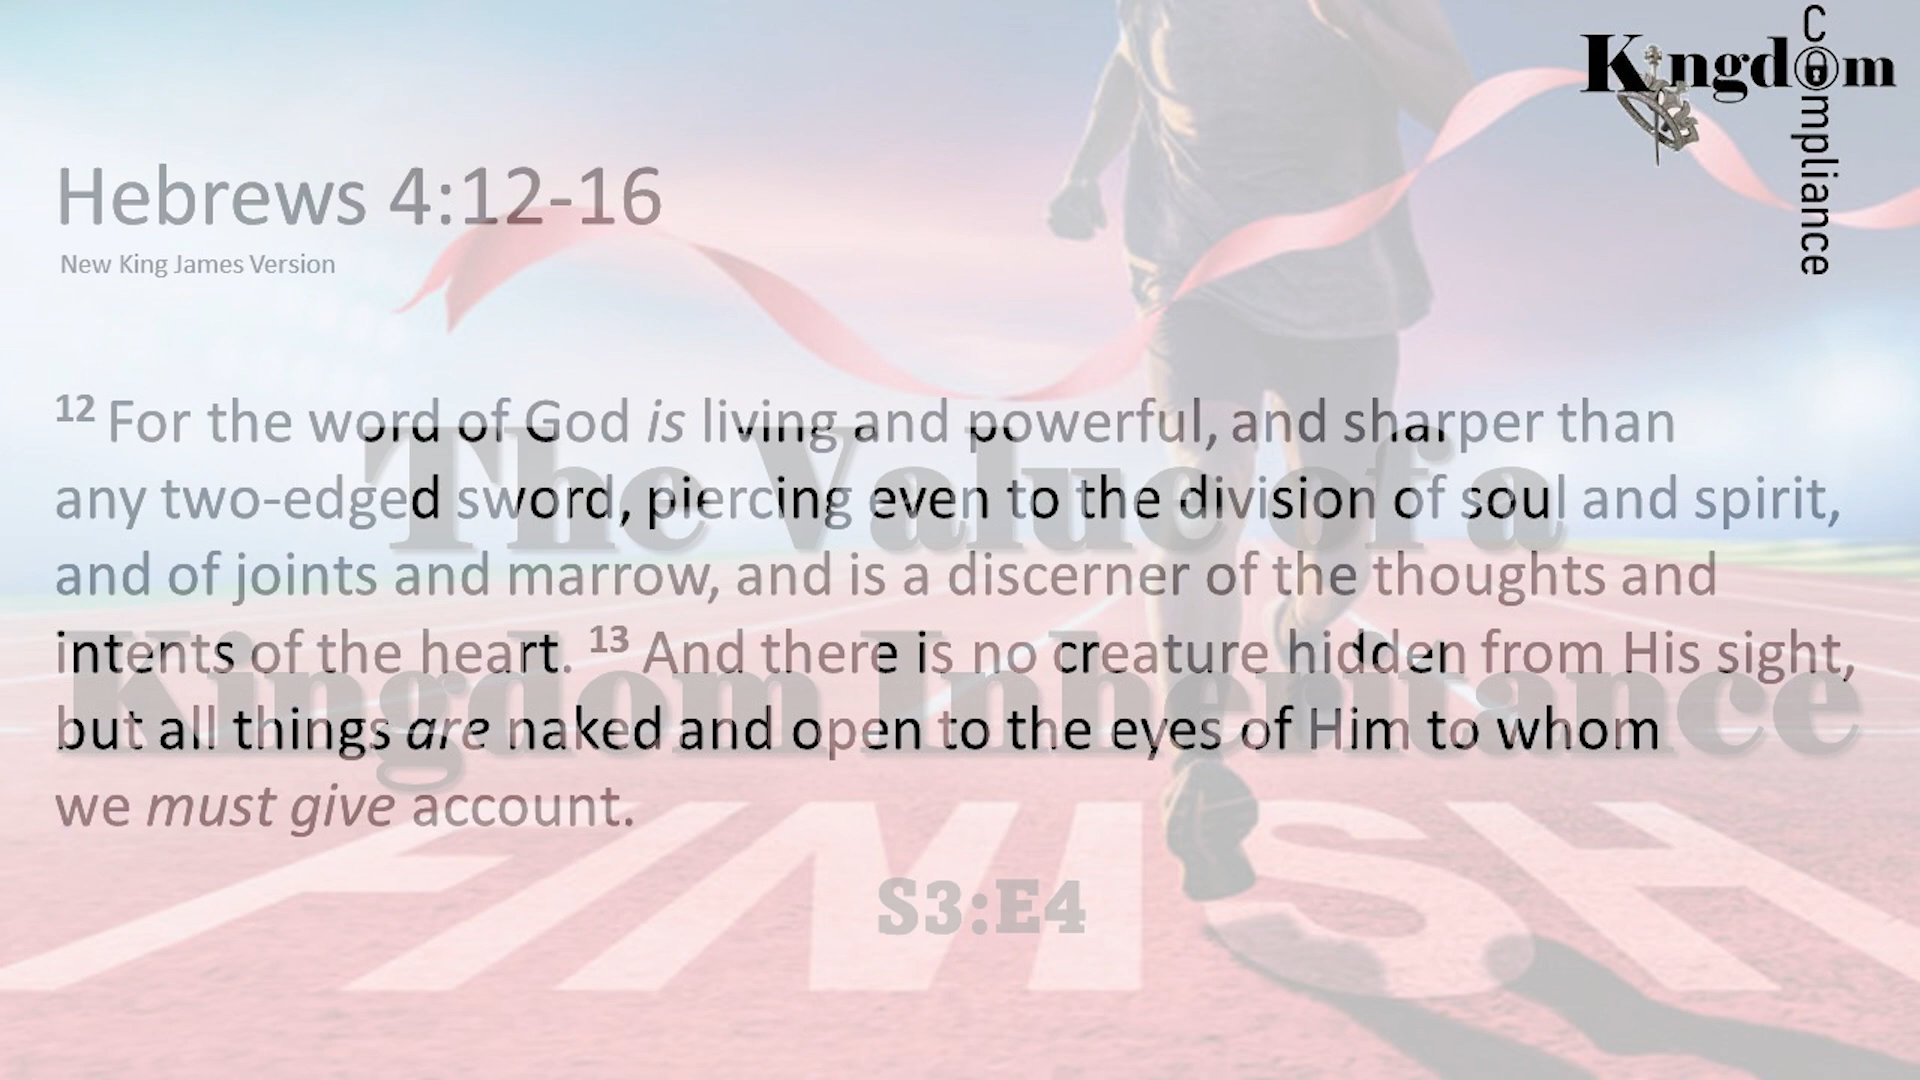 Kingdom
Compliance
Hebrews 4:12-16
New King James Version
12 For the word of God is living and powerful, and sharper than
any two-edged sword, piercing even to the division of soul and spirit,
and of joints and marrow, and is a discerner of the thoughts and
intents of the heart. 13 And there is no creature hidden from His sight,
but all things are naked and open to the eyes of Him to whom
we must give account.
The Value of a
Kingdom Inheritance
S3:E4
FINISH